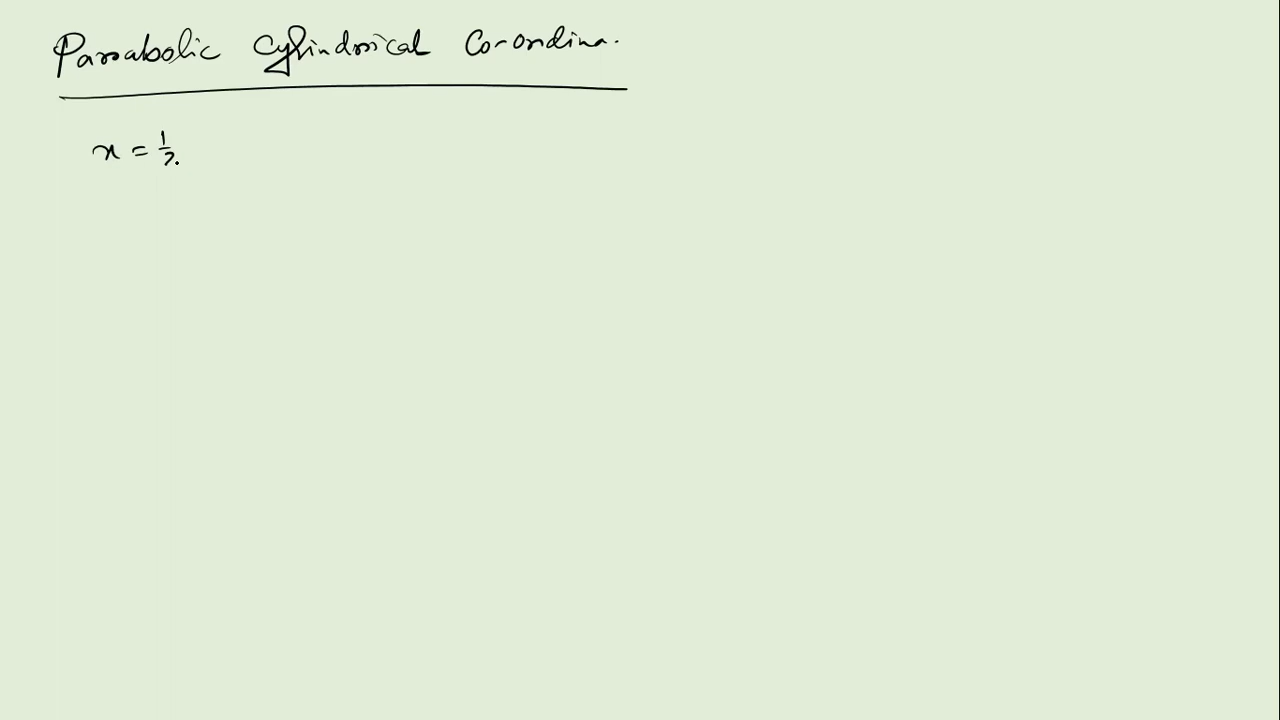 Parabolic Cylindrical Co-ordina.
x = 1/2.